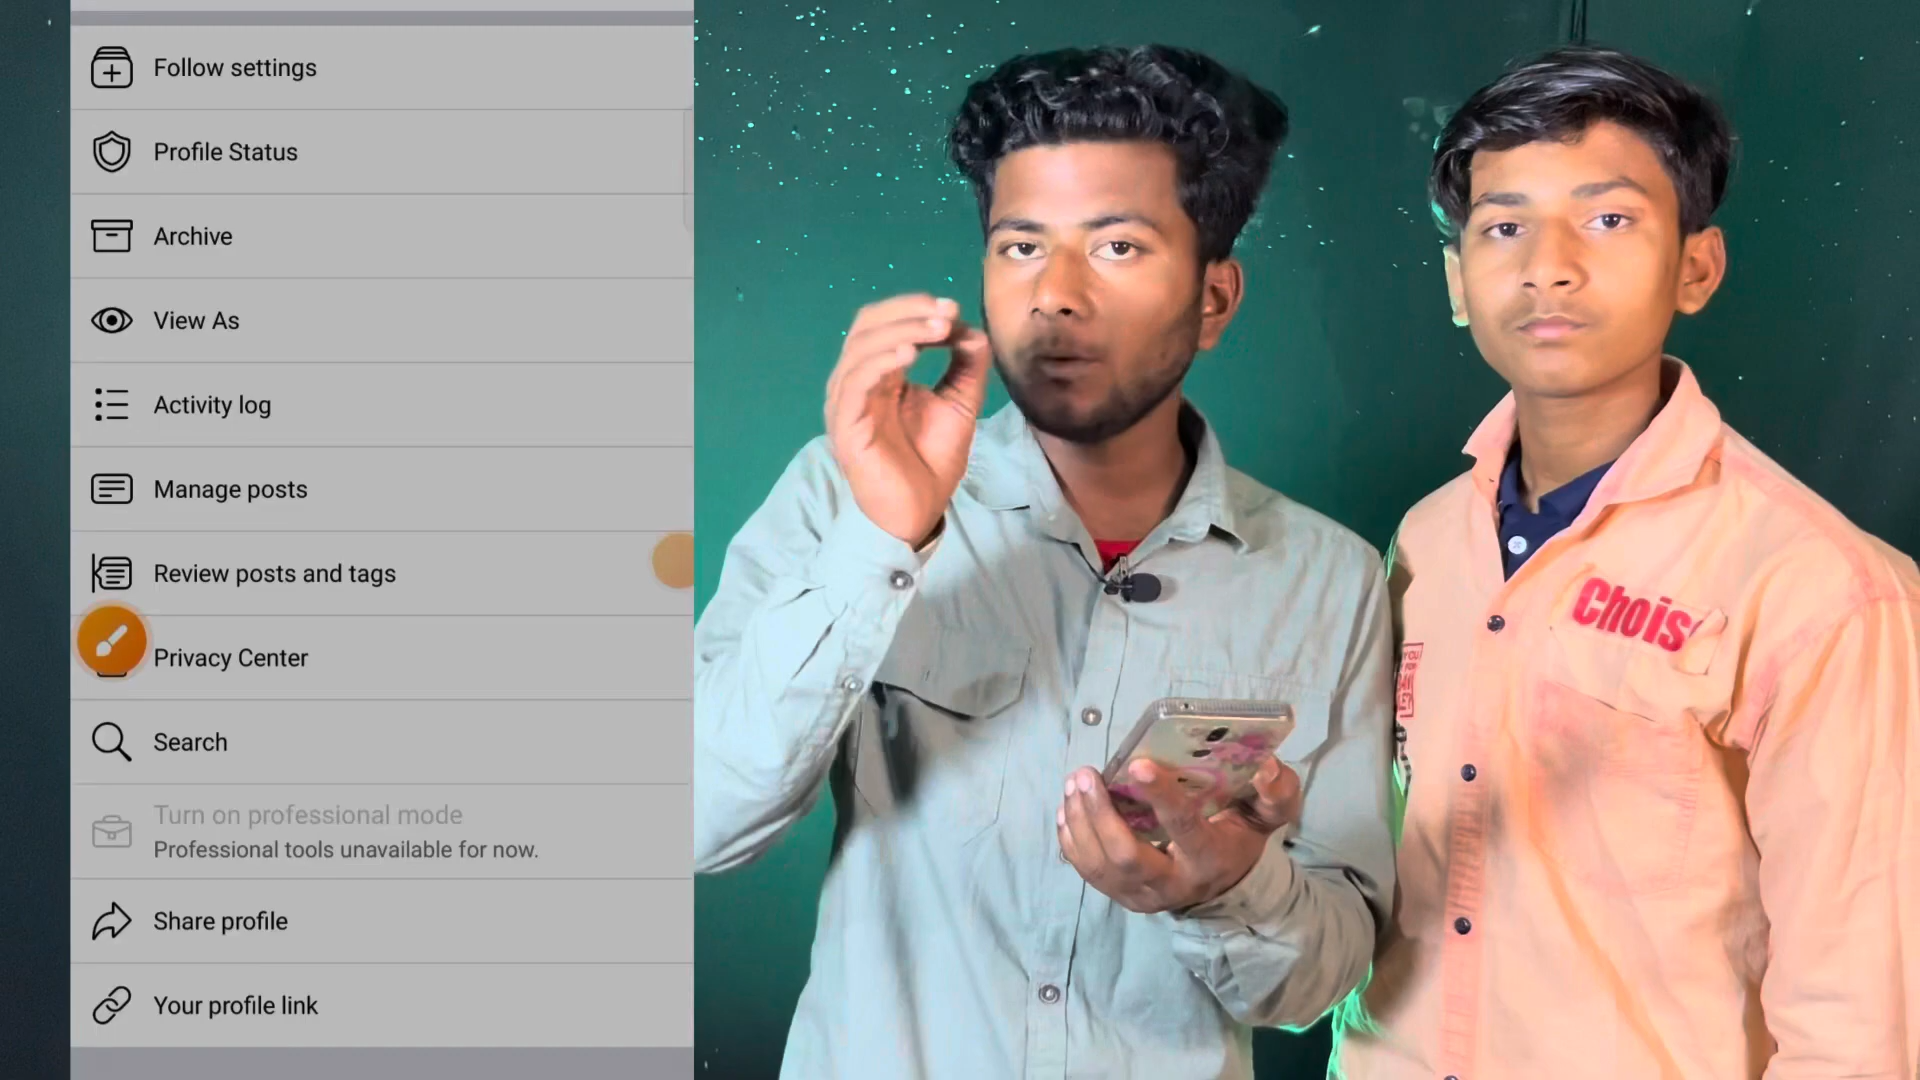 Follow settings
Profile Status
Archive
View As
Activity log
Manage posts
Review posts and tags
Privacy Center
Search
Turn on professional mode
Professional tools unavailable for now.
Share profile
Your profile link
Chois